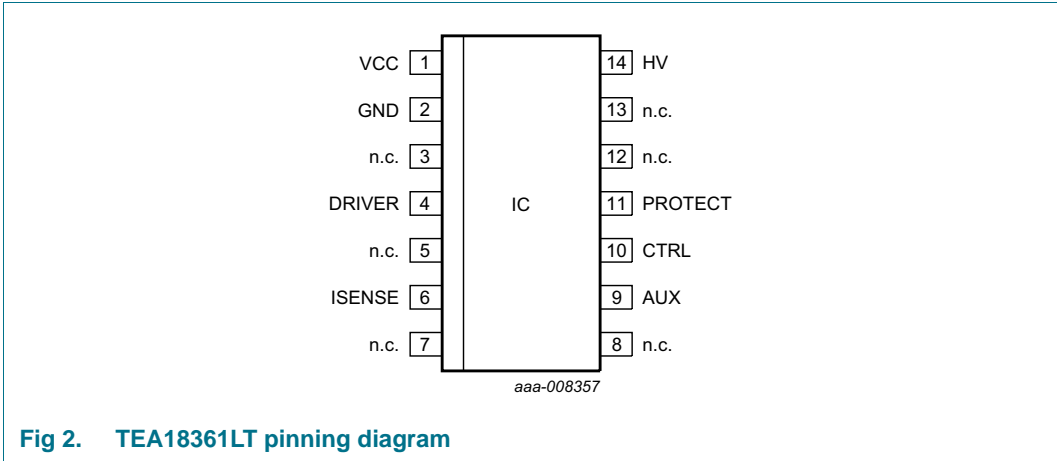 VCC 1 14 HV
GND 2 13 n.c.
n.c. 3 12 n.c.
DRIVER 4 IC 11 PROTECT
n.c. 5 10 CTRL
ISENSE 6 9 AUX
n.c. 7 8 n.c.
aaa-008357
Fig 2. TEA18361LT pinning diagram